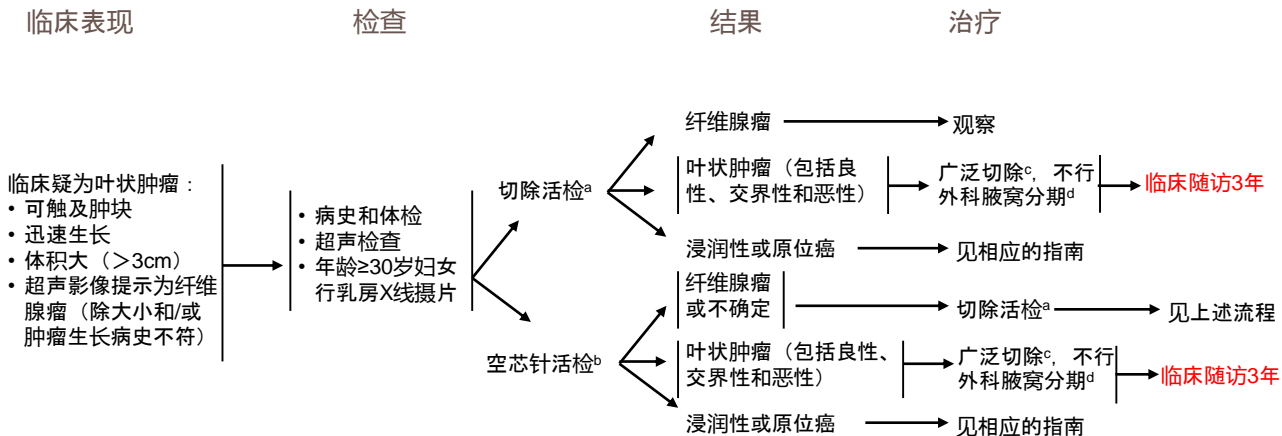 临床表现
检查
结果
治疗
临床疑为叶状肿瘤：
• 可触及肿块
• 迅速生长
• 体积大（＞3cm）
• 超声影像提示为纤维
腺瘤（除大小和/或
肿瘤生长病史不符）
• 病史和体检
• 超声检查
• 年龄≥30岁妇女
行乳房X线摄片
切除活检ᵃ
纤维腺瘤
观察
叶状肿瘤（包括良
性、交界性和恶性）
广泛切除ᶜ，不行
外科腋窝分期ᵈ
临床随访3年
浸润性或原位癌
见相应的指南
空芯针活检ᵇ
纤维腺瘤
或不确定
切除活检ᵃ
见上述流程
叶状肿瘤（包括良性、
交界性和恶性）
广泛切除ᶜ，不行
外科腋窝分期ᵈ
临床随访3年
浸润性或原位癌
见相应的指南